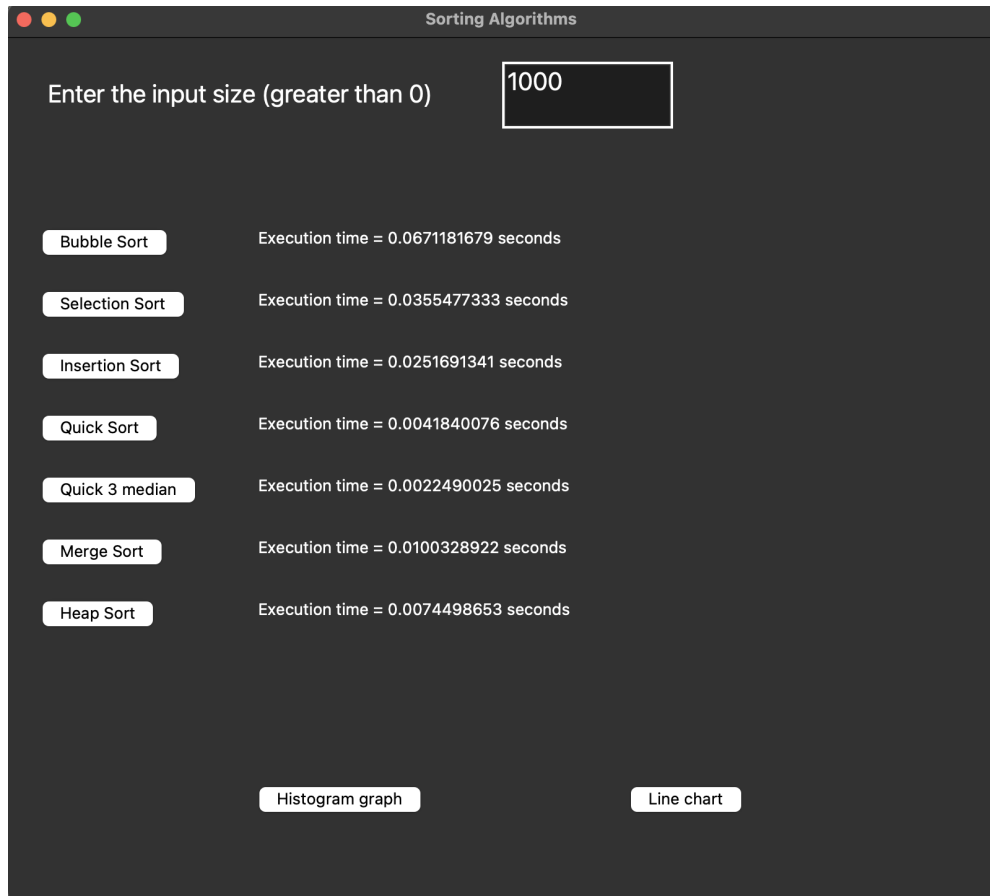 Sorting Algorithms
Enter the input size (greater than 0) 1000
Bubble Sort Execution time = 0.0671181679 seconds
Selection Sort Execution time = 0.0355477333 seconds
Insertion Sort Execution time = 0.0251691341 seconds
Quick Sort Execution time = 0.0041840076 seconds
Quick 3 median Execution time = 0.0022490025 seconds
Merge Sort Execution time = 0.0100328922 seconds
Heap Sort Execution time = 0.0074498653 seconds
Histogram graph Line chart